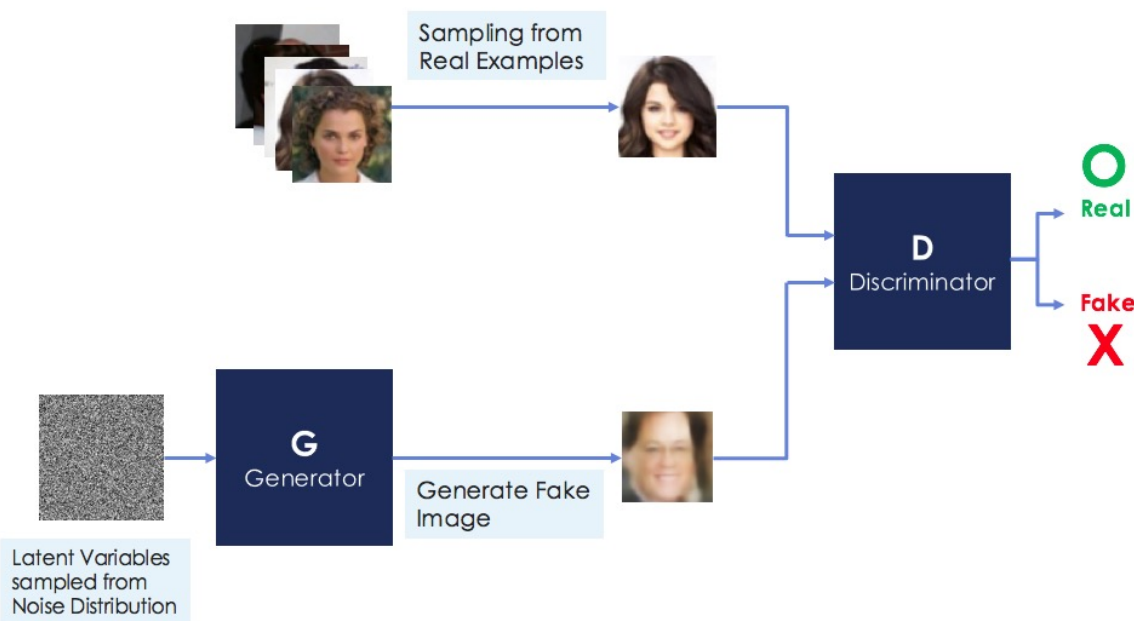 Sampling from
Real Examples
O
Real
D
Discriminator
Fake
X
G
Generator
Generate Fake
Image
Latent Variables
sampled from
Noise Distribution